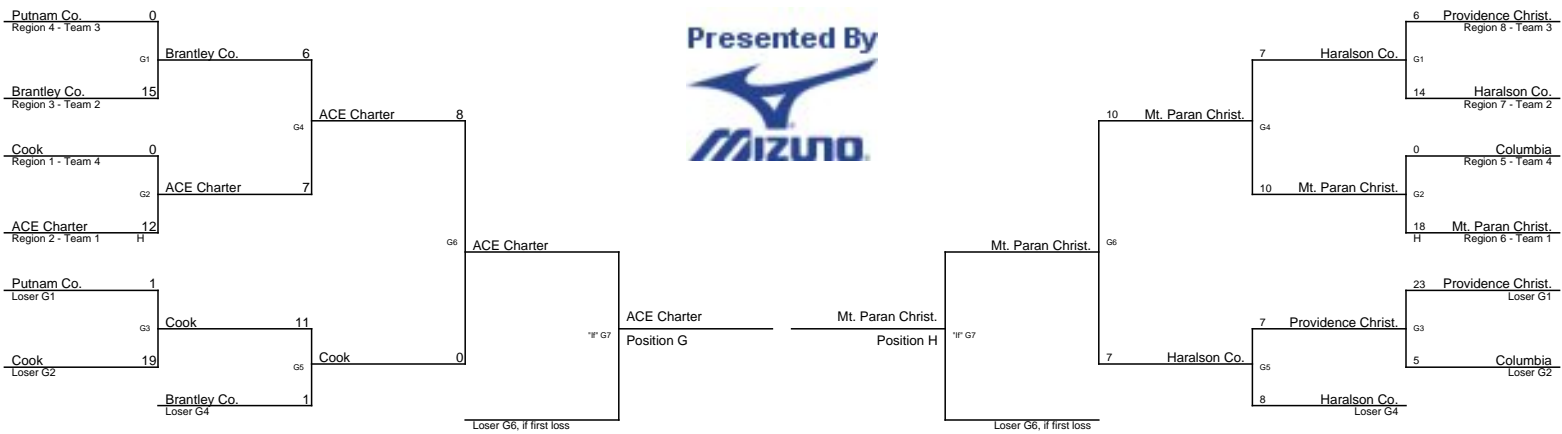 Putnam Co. 0
Region 4 - Team 3
G1
Brantley Co. 6
Brantley Co. 15
Region 3 - Team 2
G4
ACE Charter 8
Cook 0
Region 1 - Team 4
G2
ACE Charter 7
ACE Charter 12
Region 2 - Team 1 H
G6
ACE Charter
Putnam Co. 1
Loser G1
G3
Cook 11
Cook 19
Loser G2
G5
Cook 0
Brantley Co. 1
Loser G4
"If" G7
ACE Charter
Position G
Loser G6, if first loss
Presented By
MIZUNO
6 Providence Christ.
Region 8 - Team 3
7 Haralson Co.
G1
14 Haralson Co.
Region 7 - Team 2
10 Mt. Paran Christ.
G4
0 Columbia
Region 5 - Team 4
10 Mt. Paran Christ.
G2
18 Mt. Paran Christ.
H Region 6 - Team 1
Mt. Paran Christ.
G6
23 Providence Christ.
Loser G1
7 Providence Christ.
G3
5 Columbia
Loser G2
7 Haralson Co.
G5
8 Haralson Co.
Loser G4
Mt. Paran Christ.
Position H
"If" G7
Loser G6, if first loss